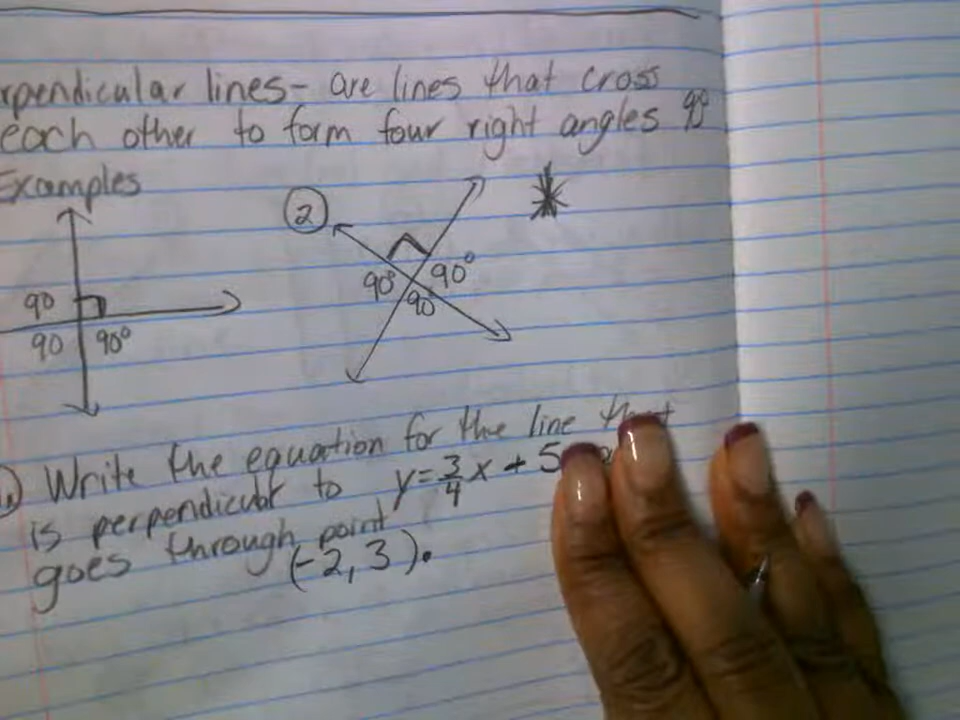 rpendicular lines- are lines that cross
each other to form four right angles 90
Examples
2
90° 90°
90
90
90 90°
Write the equation for the line that
is perpendicular to y=3/4x + 5
goes through point
(-2, 3).